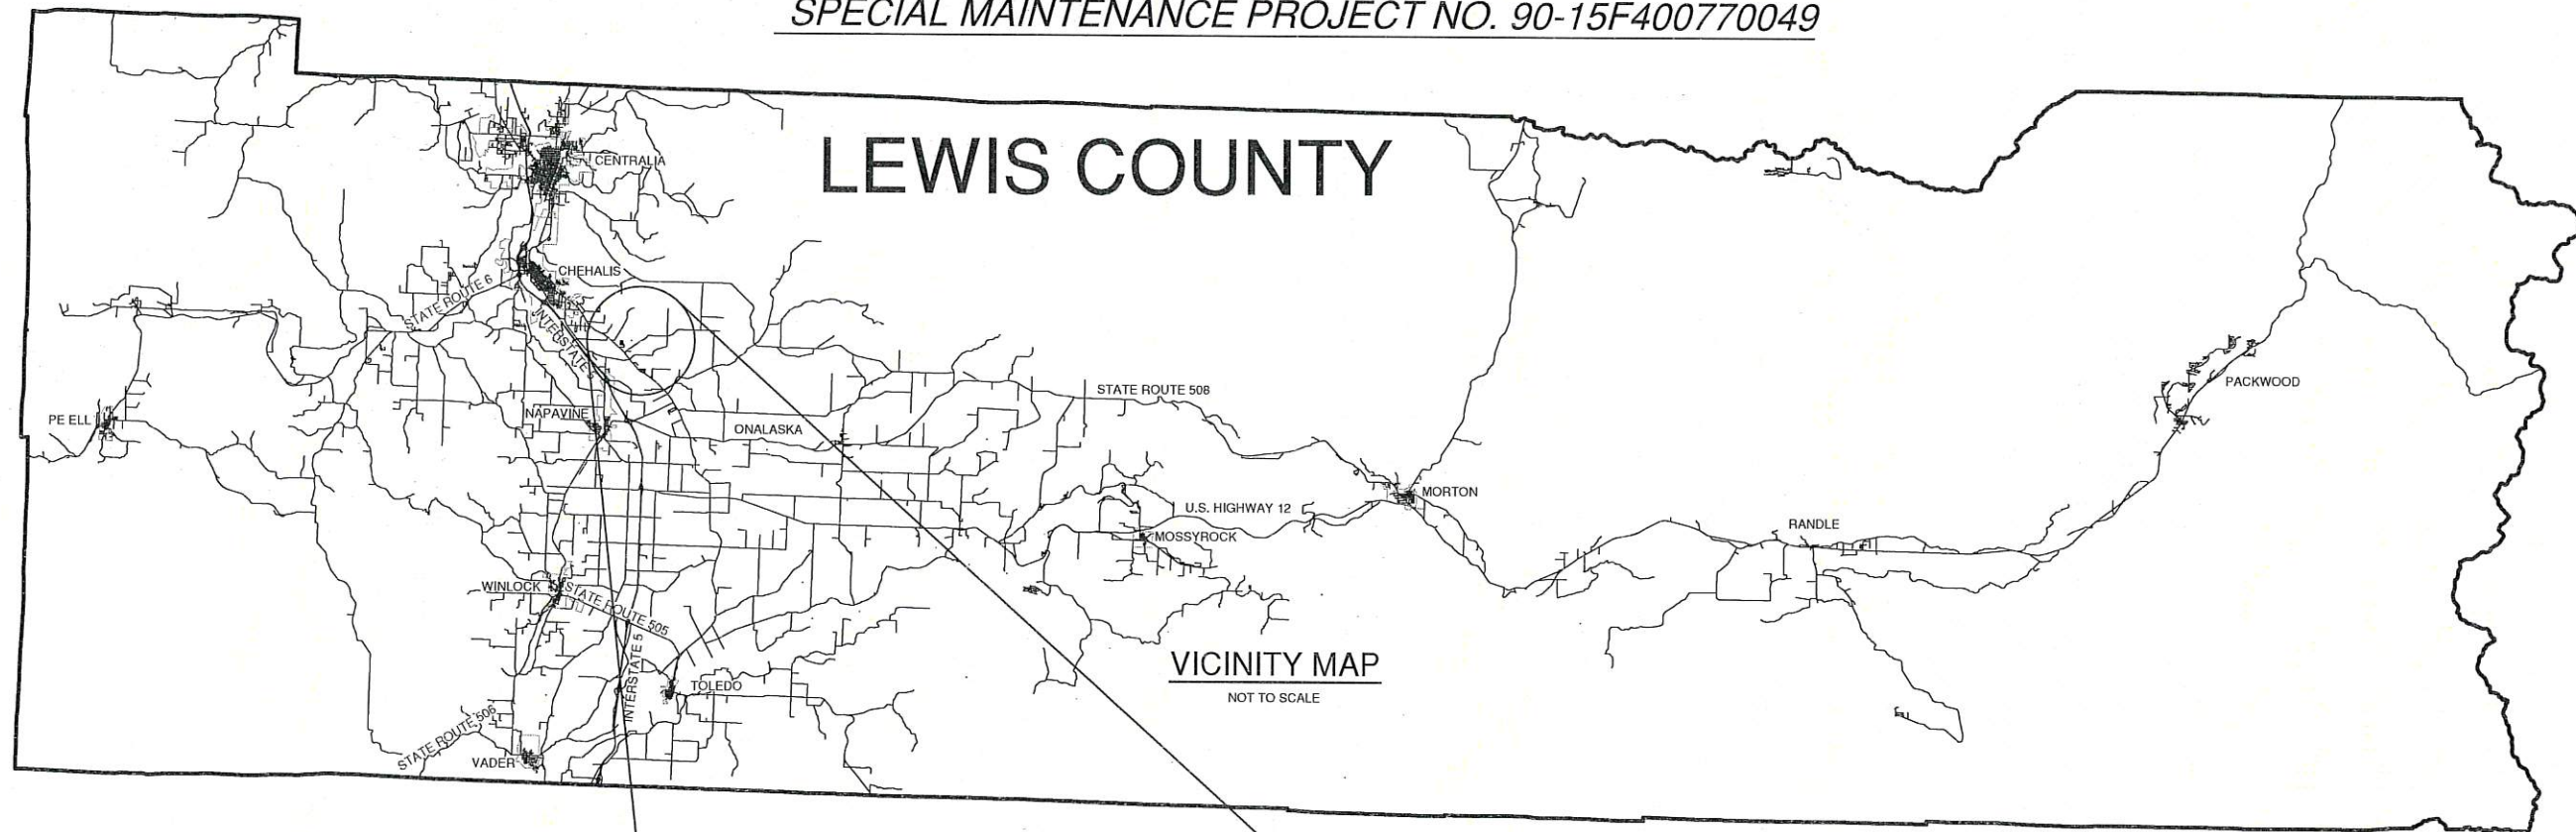 SPECIAL MAINTENANCE PROJECT NO. 90-15F400770049
LEWIS COUNTY
CENTRALIA
CHEHALIS
STATE ROUTE 6
INTERSTATE 5
STATE ROUTE 508
PACKWOOD
PE ELL
NAPAVINE
ONALASKA
MORTON
U.S. HIGHWAY 12
RANDLE
MOSSYROCK
WINLOCK
STATE ROUTE 505
INTERSTATE 5
VICINITY MAP
TOLEDO
NOT TO SCALE
STATE ROUTE 506
VADER